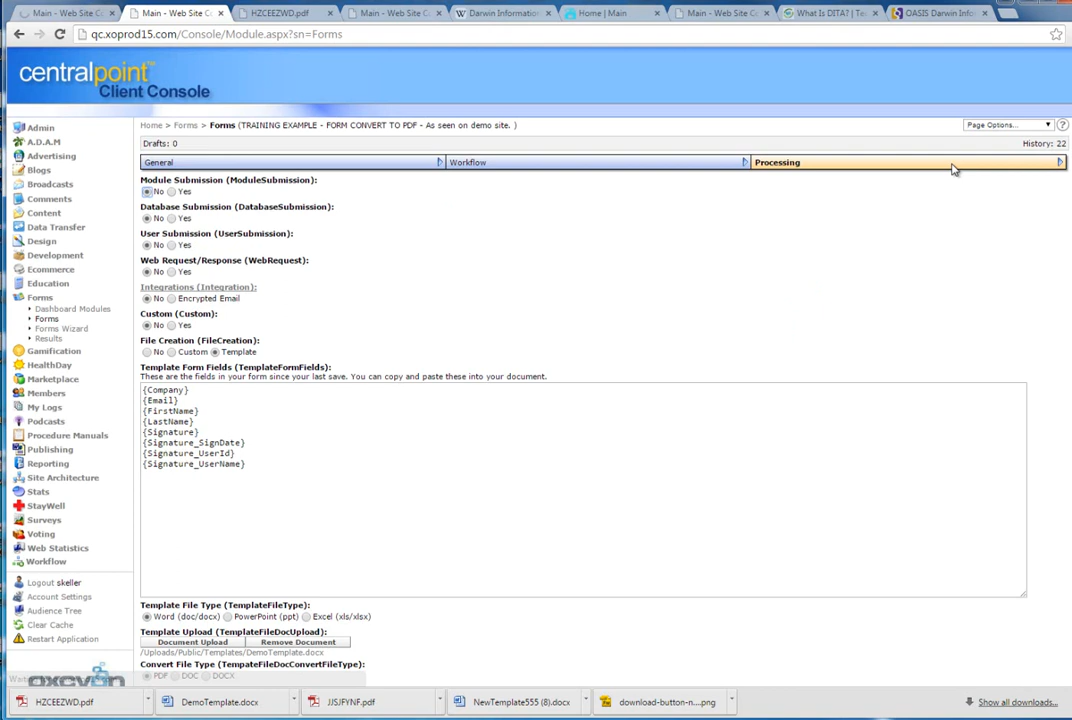 Main - Web Site Co
Main - Web Site C
HZCEEZWD.pdf
Main - Web Site C
Darwin Information
Home | Main
Main - Web Site C
What Is DITA? | Te
OASIS Darwin Info
qc.xoprod15.com/Console/Module.aspx?sn=Forms
centralpoint™
Client Console
Home > Forms > Forms (TRAINING EXAMPLE - FORM CONVERT TO PDF - As seen on demo site. )
Page Options...
?
Drafts: 0
History: 22
General
Workflow
Processing
Admin
A.D.A.M
Advertising
Blogs
Broadcasts
Comments
Content
Data Transfer
Design
Development
Ecommerce
Education
Forms
Dashboard Modules
Forms
Forms Wizard
Results
Gamification
HealthDay
Marketplace
Members
My Logs
Podcasts
Procedure Manuals
Publishing
Reporting
Site Architecture
Stats
StayWell
Surveys
Voting
Web Statistics
Workflow
Logout skeller
Account Settings
Audience Tree
Clear Cache
Restart Application
oxcyon
Module Submission (ModuleSubmission):
No Yes
Database Submission (DatabaseSubmission):
No Yes
User Submission (UserSubmission):
No Yes
Web Request/Response (WebRequest):
No Yes
Integrations (Integration):
No Encrypted Email
Custom (Custom):
No Yes
File Creation (FileCreation):
No Custom Template
Template Form Fields (TemplateFormFields):
These are the fields in your form since your last save. You can copy and paste these into your document.
{Company}
{Email}
{FirstName}
{LastName}
{Signature}
{Signature_SignDate}
{Signature_UserId}
{Signature_UserName}
Template File Type (TemplateFileType):
Word (doc/docx) PowerPoint (ppt) Excel (xls/xlsx)
Template Upload (TemplateFileDocUpload):
Document Upload Remove Document
/Uploads/Public/Templates/DemoTemplate.docx
Convert File Type (TempateFileDocConvertFileType):
PDF DOC DOCX
HZCEEZWD.pdf
DemoTemplate.docx
JJSJFYNF.pdf
NewTemplate555 (8).docx
download-button-n....png
Show all downloads...